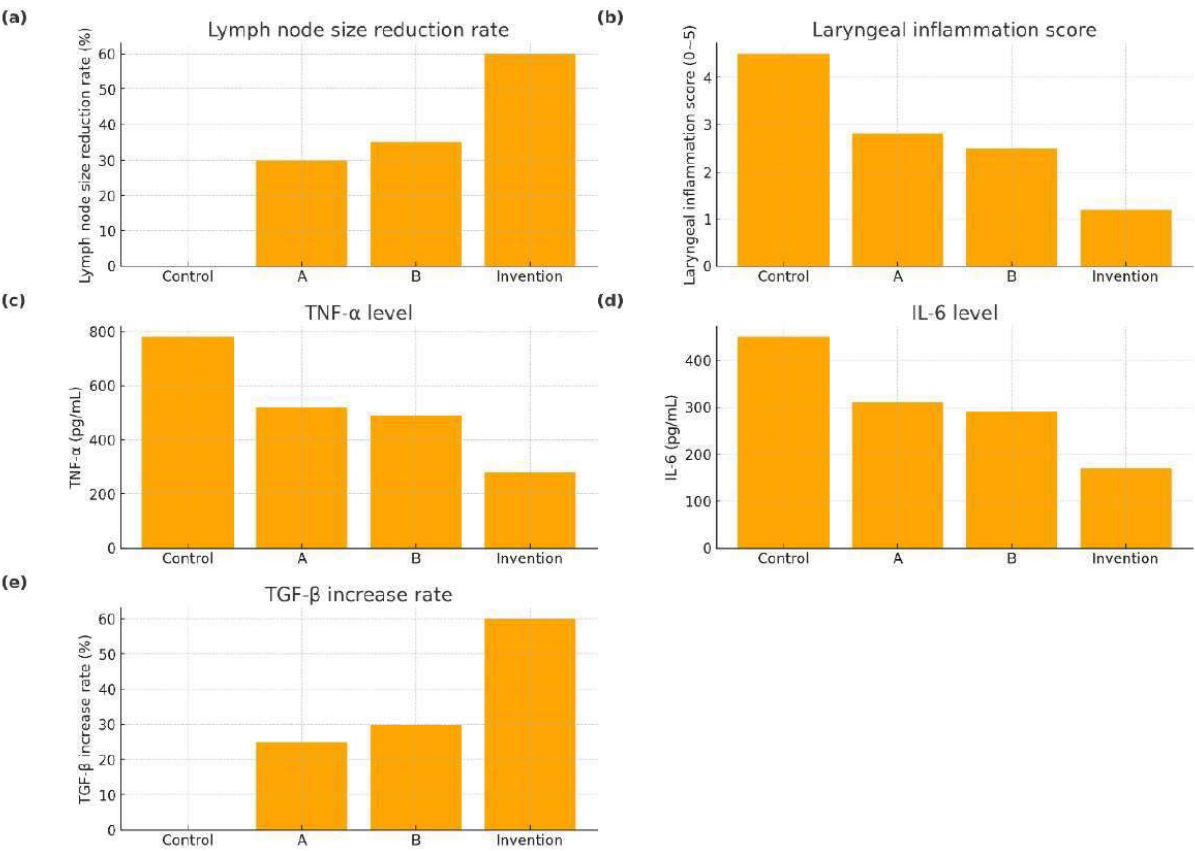 (a)
Lymph node size reduction rate
Lymph node size reduction rate (%)
60
50
40
30
20
10
0
Control A B Invention
(b)
Laryngeal inflammation score
Laryngeal inflammation score (0~5)
4
3
2
1
0
Control A B Invention
(c)
TNF-α level
TNF-α (pg/mL)
800
600
400
200
0
Control A B Invention
(d)
IL-6 level
IL-6 (pg/mL)
400
300
200
100
0
Control A B Invention
(e)
TGF-β increase rate
TGF-β increase rate (%)
60
50
40
30
20
10
0
Control A B Invention